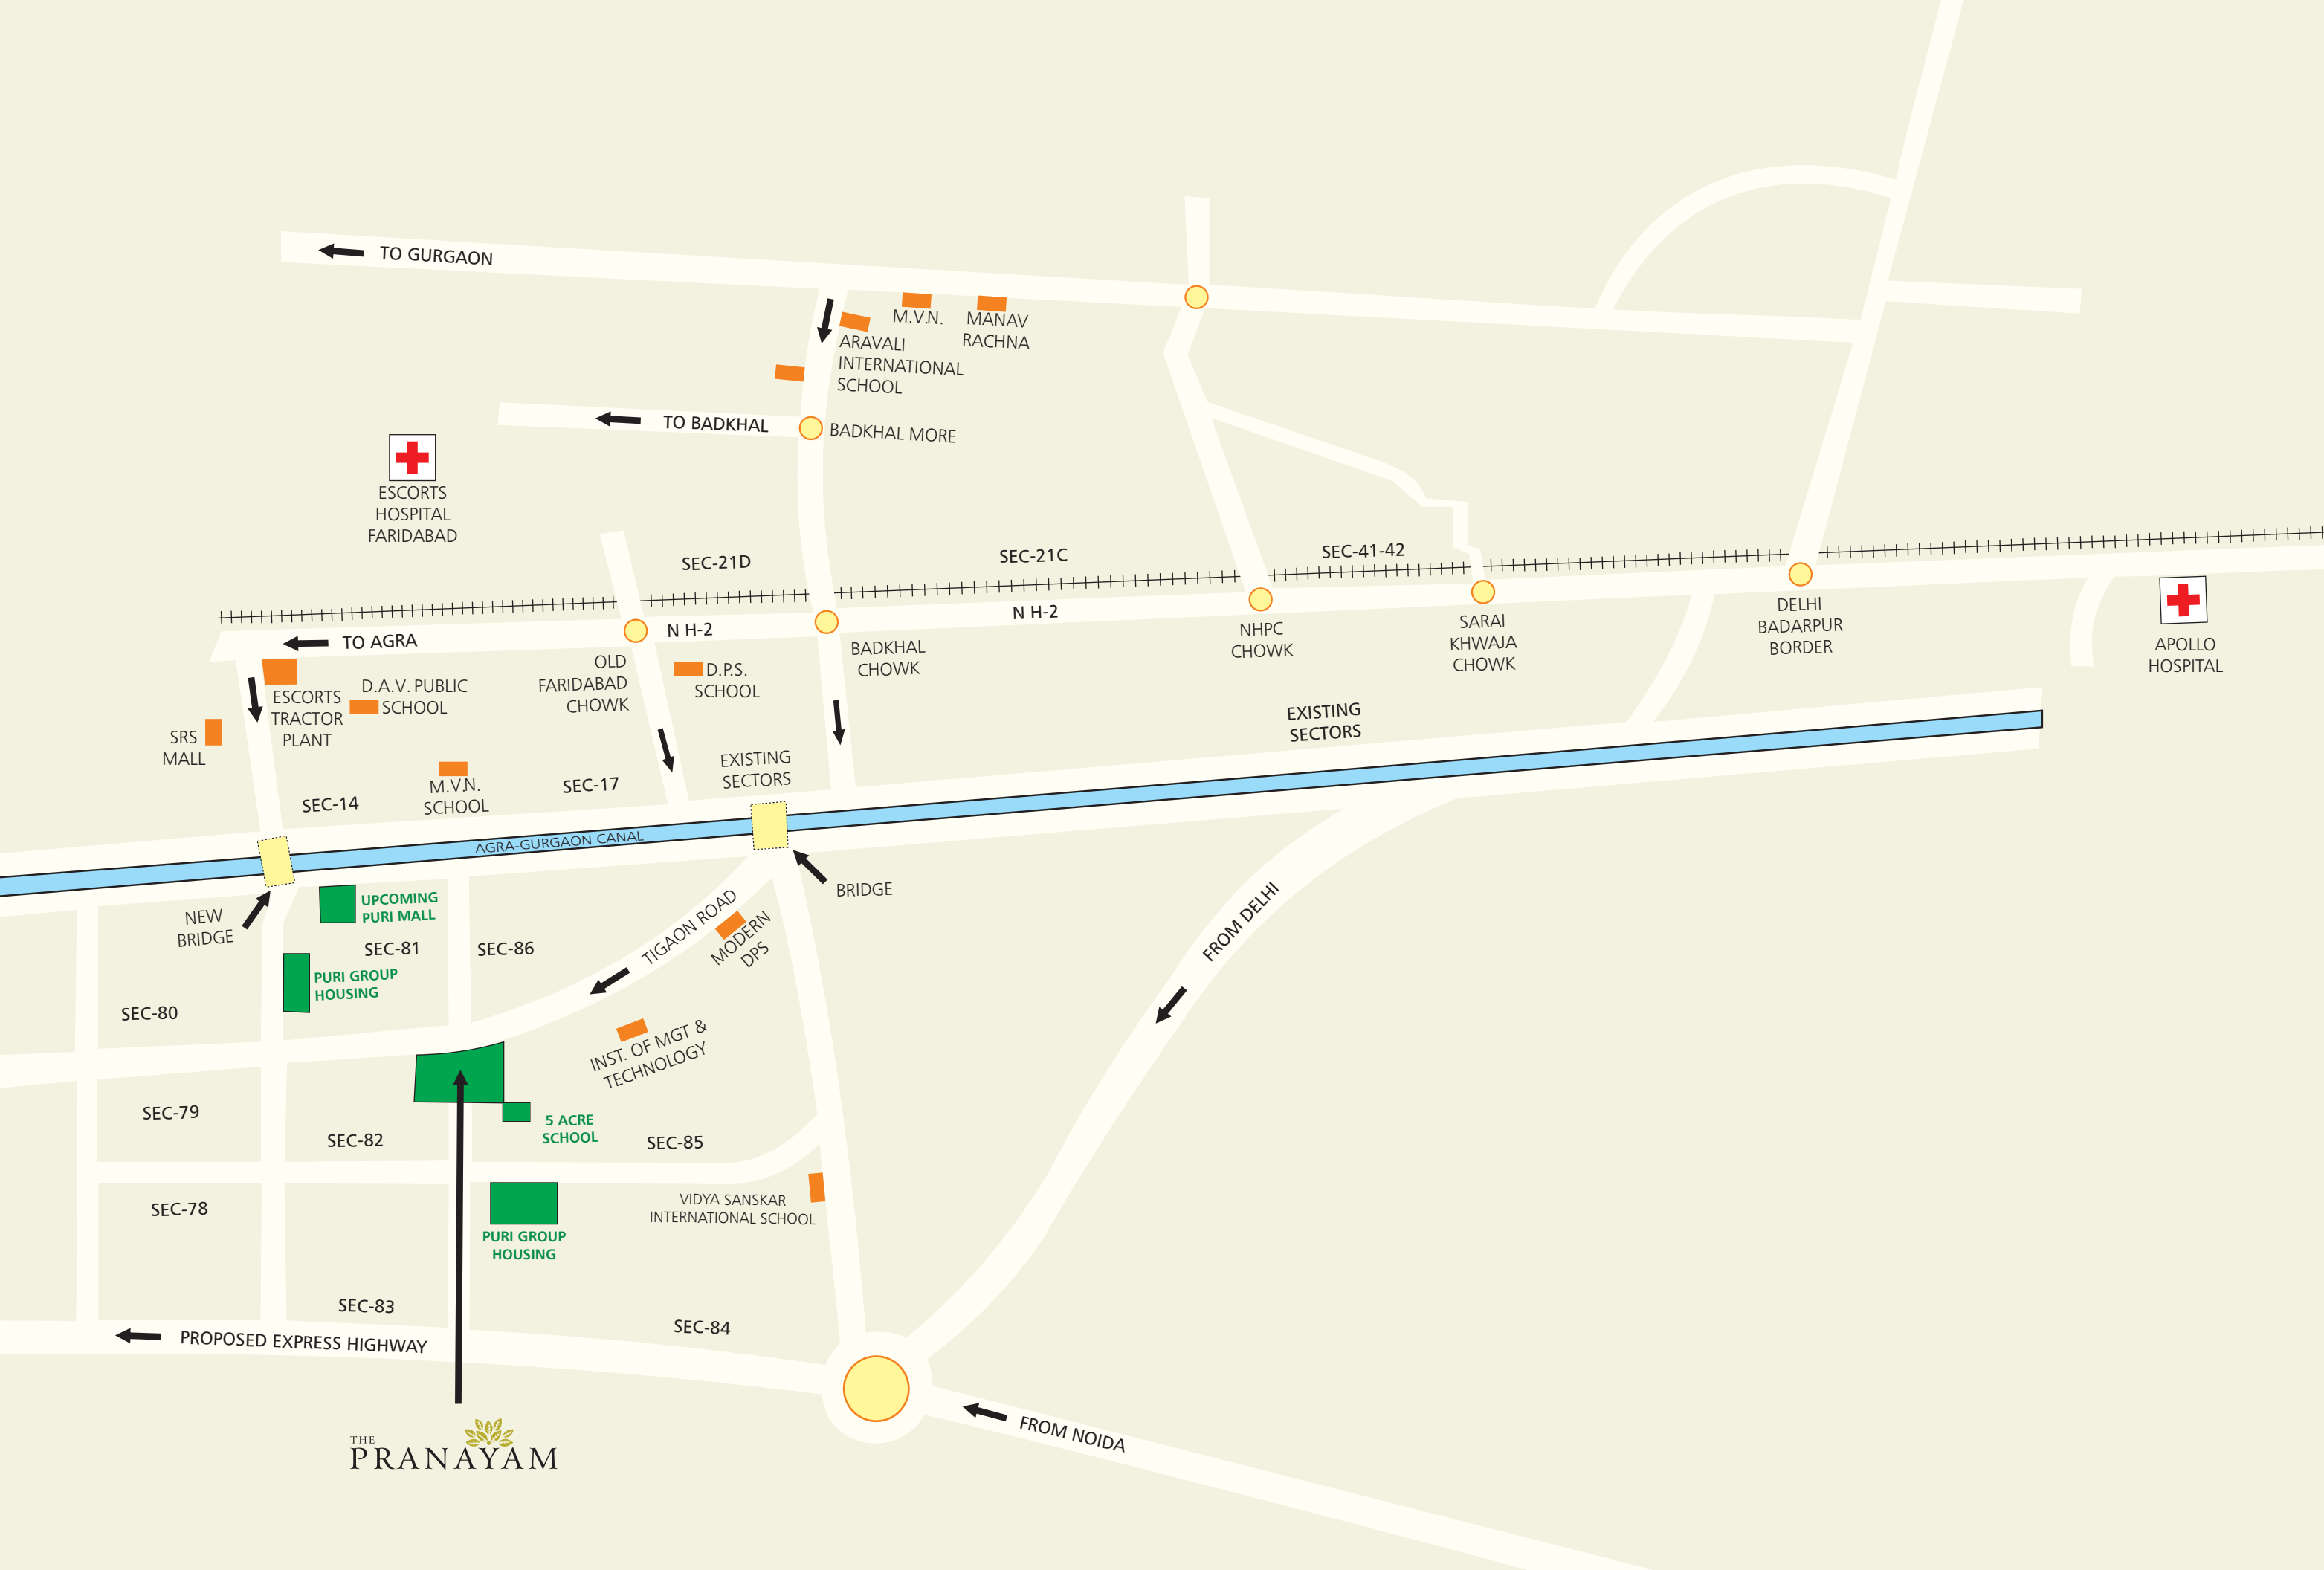 TO GURGAON
M.V.N.
MANAV
RACHNA
ARAVALI
INTERNATIONAL
SCHOOL
TO BADKHAL
BADKHAL MORE
ESCORTS
HOSPITAL
FARIDABAD
SEC-21D
SEC-21C
SEC-41-42
TO AGRA
N H-2
N H-2
OLD
FARIDABAD
CHOWK
BADKHAL
CHOWK
NHPC
CHOWK
SARAI
KHWAJA
CHOWK
DELHI
BADARPUR
BORDER
APOLLO
HOSPITAL
D.P.S.
SCHOOL
ESCORTS
TRACTOR
PLANT
D.A.V. PUBLIC
SCHOOL
SRS
MALL
M.V.N.
SCHOOL
SEC-14
SEC-17
EXISTING
SECTORS
EXISTING
SECTORS
AGRA-GURGAON CANAL
NEW
BRIDGE
BRIDGE
UPCOMING
PURI MALL
SEC-81
SEC-86
PURI GROUP
HOUSING
TIGAON ROAD
MODERN
DPS
FROM DELHI
SEC-80
INST. OF MGT &
TECHNOLOGY
SEC-79
SEC-82
5 ACRE
SCHOOL
SEC-85
SEC-78
VIDYA SANSKAR
INTERNATIONAL SCHOOL
PURI GROUP
HOUSING
SEC-83
SEC-84
PROPOSED EXPRESS HIGHWAY
FROM NOIDA
THE
PRANAYAM